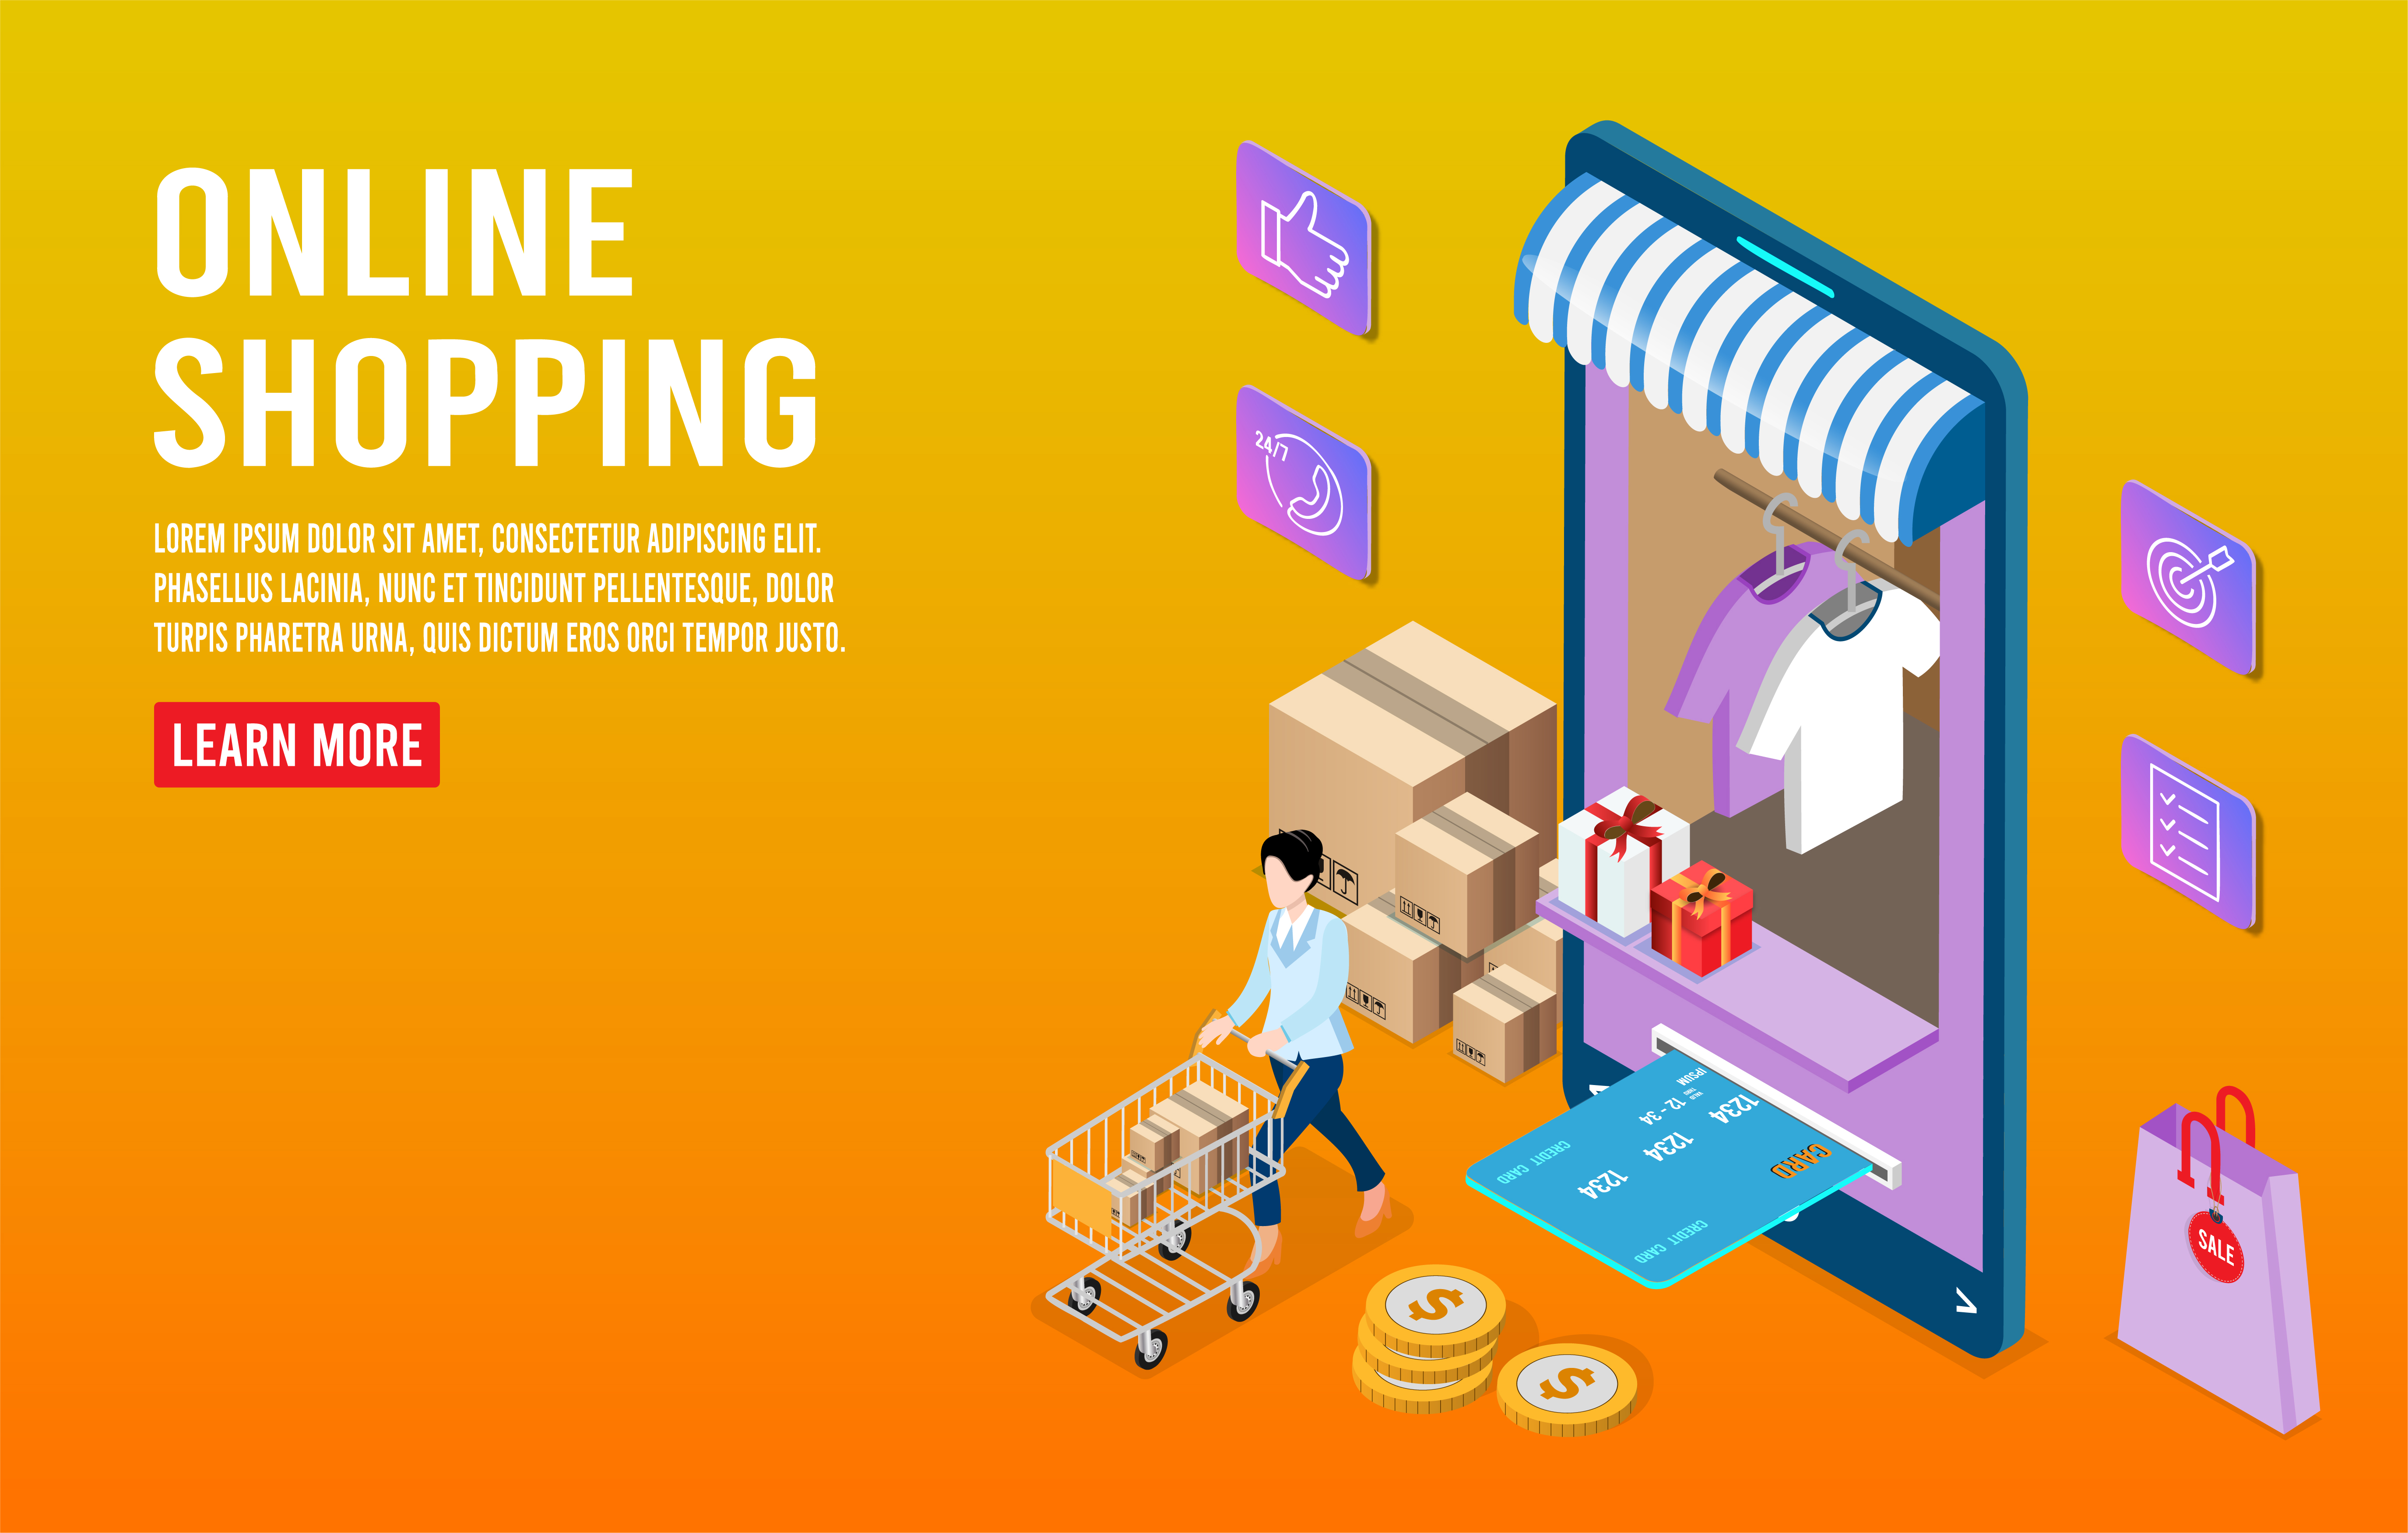 ONLINE
SHOPPING
LOREM IPSUM DOLOR SIT AMET, CONSECTETUR ADIPISCING ELIT.
PHASELLUS LACINIA, NUNC ET TINCIDUNT PELLENTESQUE, DOLOR
TURPIS PHARETRA URNA, QUIS DICTUM EROS ORCI TEMPOR JUSTO.
LEARN MORE
24/7
CARD
CREDIT CARD
1234 1234 1234
VALID THRU 12 - 34
IPSUM
CREDIT CARD
$
$
SALE